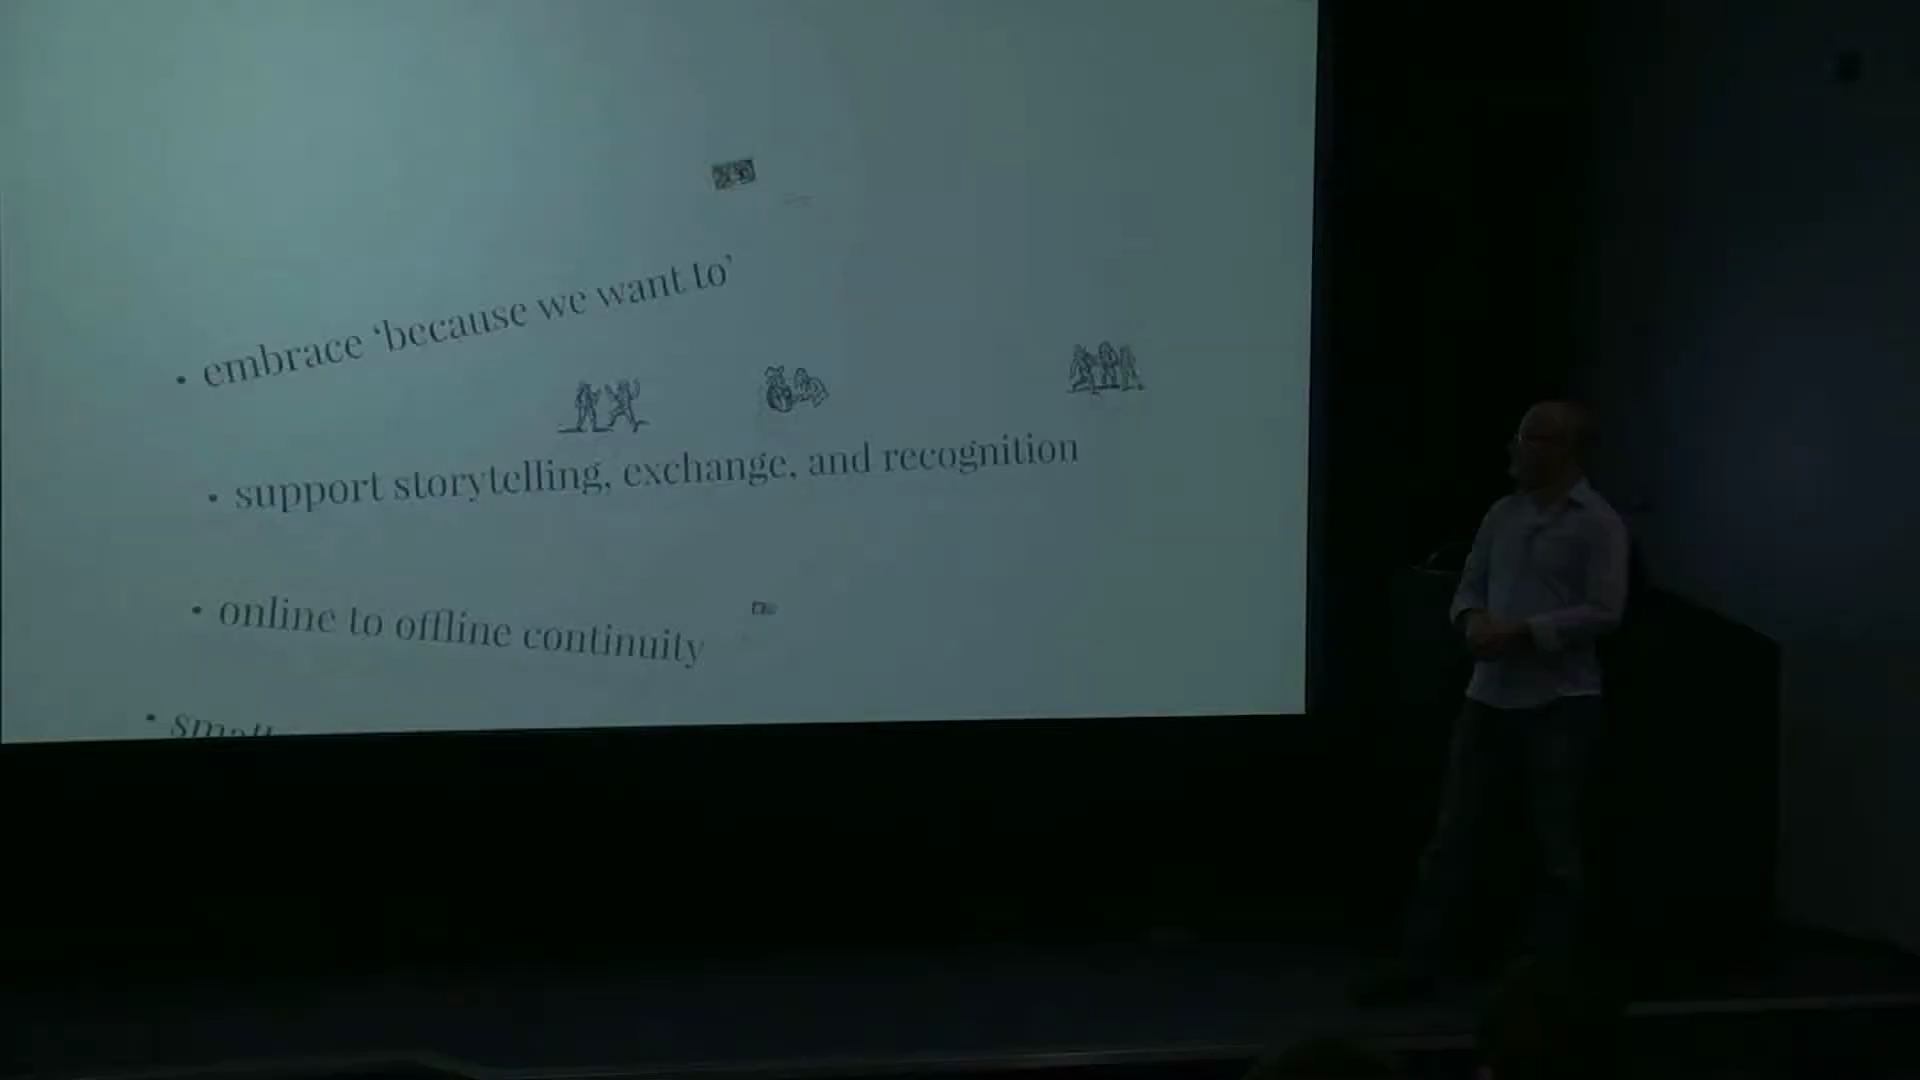 • embrace ‘because we want to’
• support storytelling, exchange, and recognition
• online to offline continuity